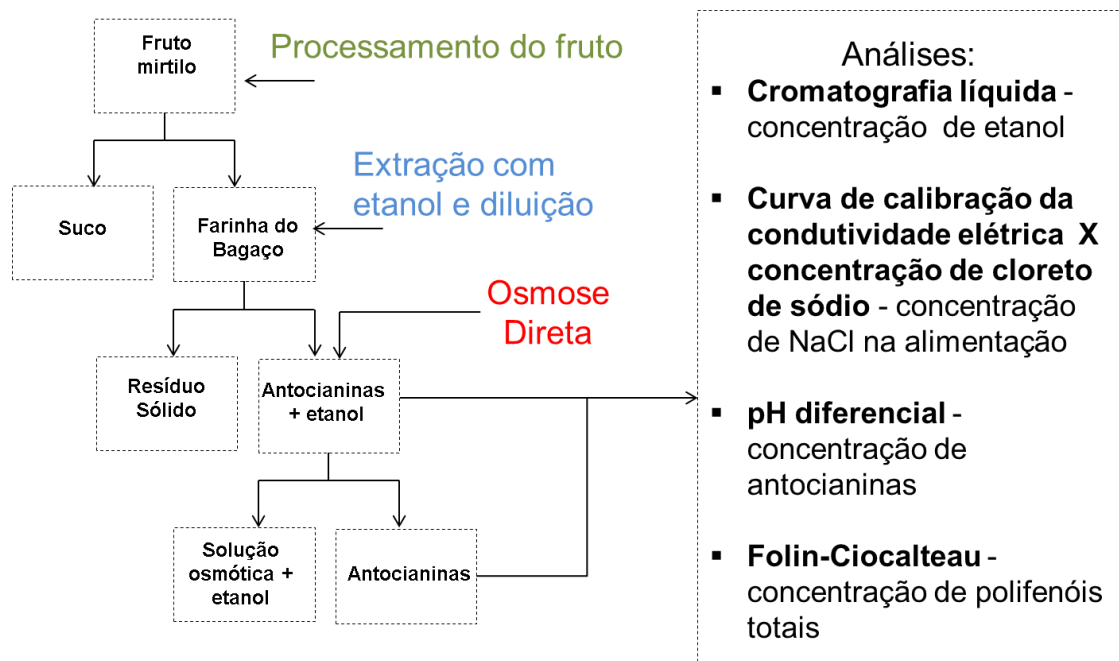 Fruto
mirtilo
Processamento do fruto
Suco
Farinha do
Bagaço
Extração com
etanol e diluição
Osmose
Direta
Resíduo
Sólido
Antocianinas
+ etanol
Solução
osmótica +
etanol
Antocianinas
Análises:
▪ Cromatografia líquida -
concentração de etanol
▪ Curva de calibração da
condutividade elétrica X
concentração de cloreto
de sódio - concentração
de NaCl na alimentação
▪ pH diferencial -
concentração de
antocianinas
▪ Folin-Ciocalteau -
concentração de polifenóis
totais